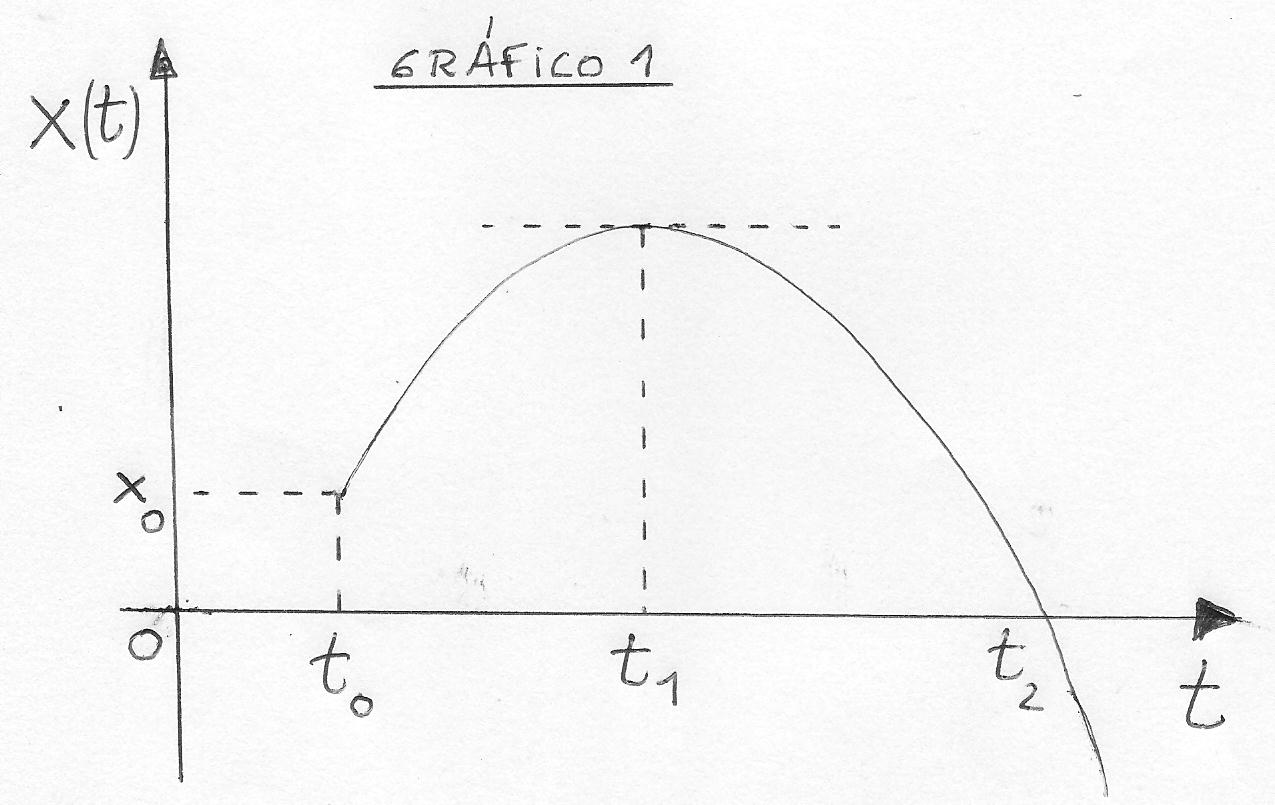 GRÁFICO 1
X(t)
x₀
0
t₀
t₁
t₂
t